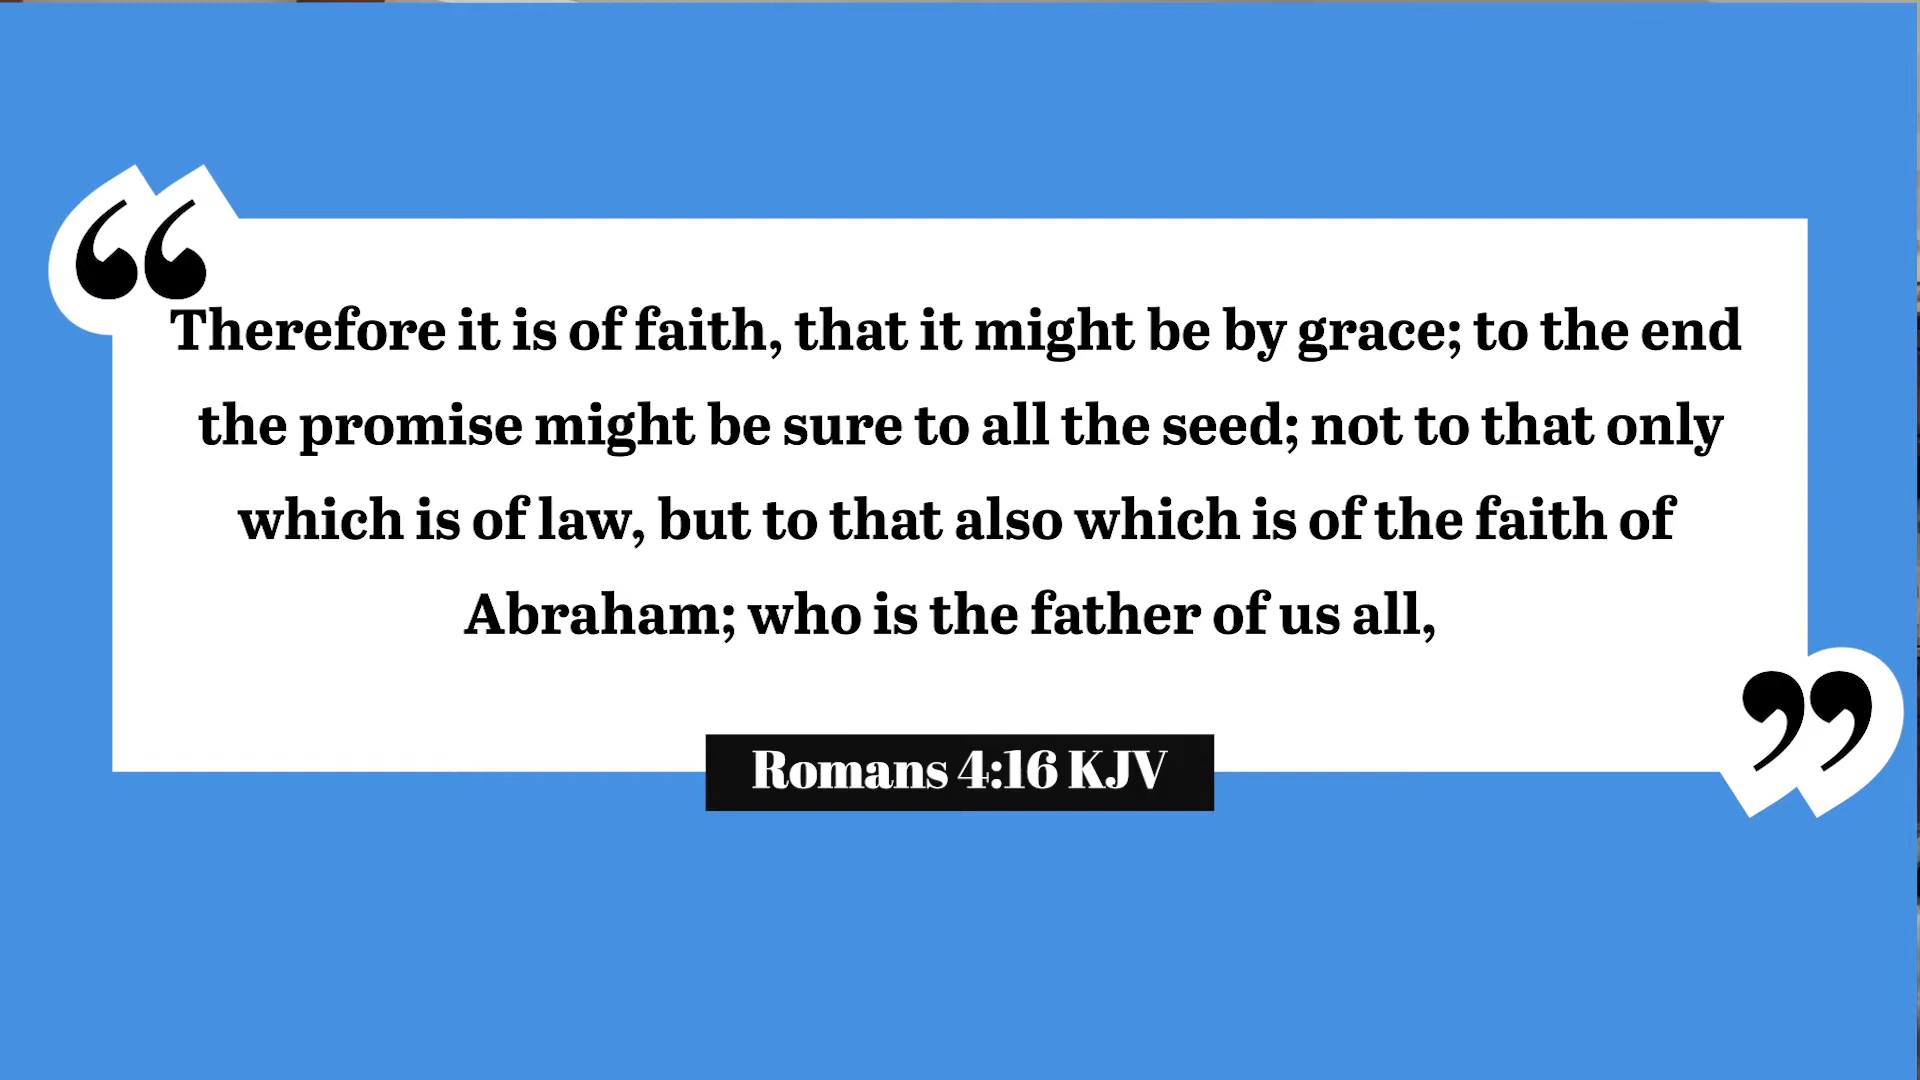 “
Therefore it is of faith, that it might be by grace; to the end
the promise might be sure to all the seed; not to that only
which is of law, but to that also which is of the faith of
Abraham; who is the father of us all,
”
Romans 4:16 KJV